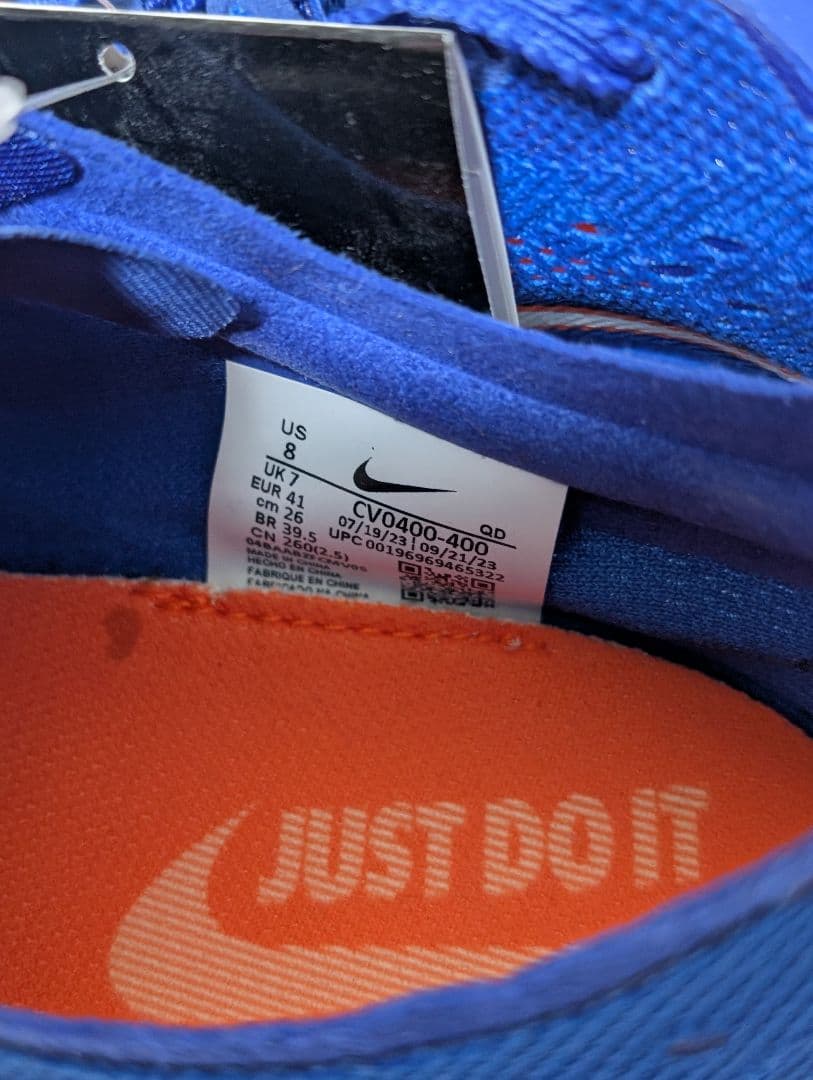 US
8
UK 7
EUR 41
cm 26
BR 39.5
CN 260(2.5)
CV0400-400
QD
07/19/23 | 09/21/23
UPC 00196969465322
MADE IN CHINA
HECHO EN CHINA
FABRIQUE EN CHINE
JUST DO IT